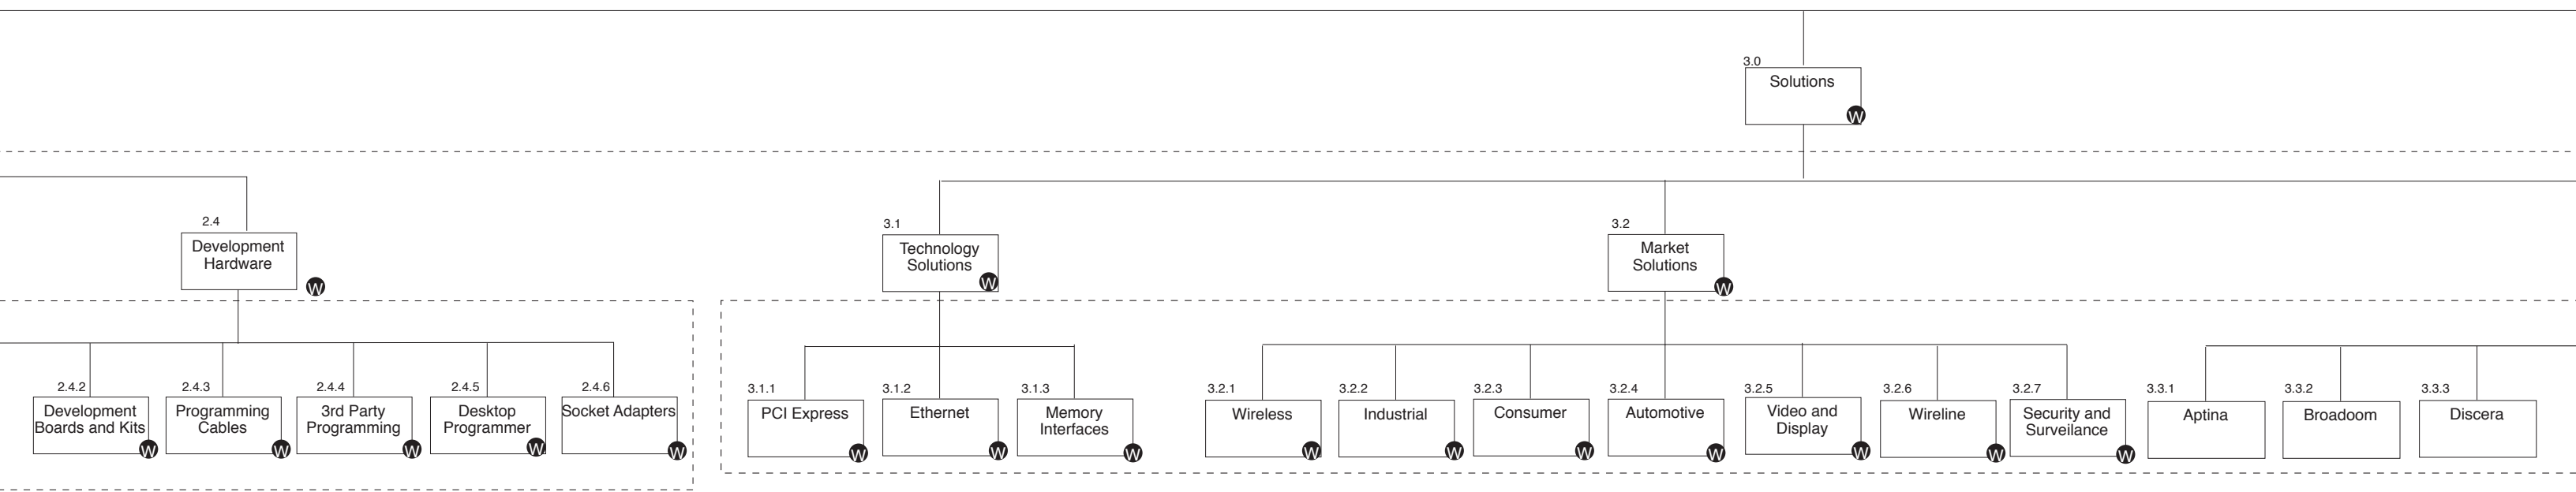 3.0
Solutions
W
2.4
Development
Hardware
W
3.1
Technology
Solutions
W
3.2
Market
Solutions
W
2.4.2
Development
Boards and Kits
W
2.4.3
Programming
Cables
W
2.4.4
3rd Party
Programming
W
2.4.5
Desktop
Programmer
W
2.4.6
Socket Adapters
W
3.1.1
PCI Express
W
3.1.2
Ethernet
W
3.1.3
Memory
Interfaces
W
3.2.1
Wireless
W
3.2.2
Industrial
W
3.2.3
Consumer
W
3.2.4
Automotive
W
3.2.5
Video and
Display
W
3.2.6
Wireline
W
3.2.7
Security and
Surveilance
W
3.3.1
Aptina
3.3.2
Broadoom
3.3.3
Discera